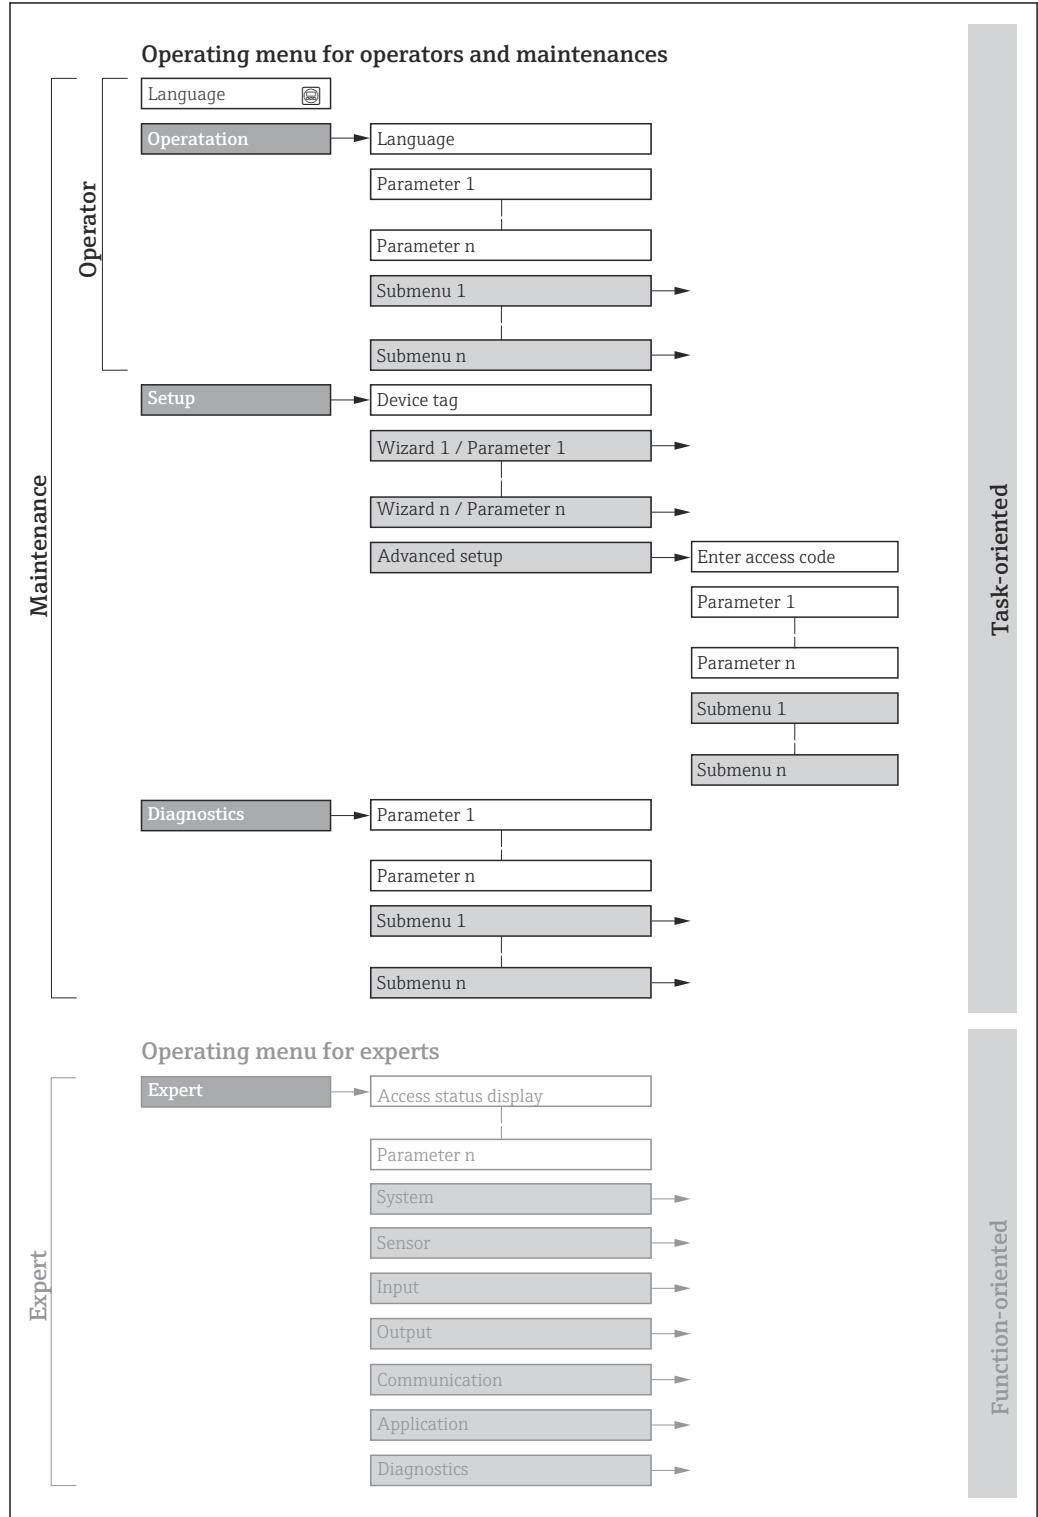 Operating menu for operators and maintenances
Language
Operatation
Language
Parameter 1
Parameter n
Submenu 1
Submenu n
Operator
Setup
Device tag
Wizard 1 / Parameter 1
Wizard n / Parameter n
Advanced setup
Enter access code
Parameter 1
Parameter n
Submenu 1
Submenu n
Maintenance
Task-oriented
Diagnostics
Parameter 1
Parameter n
Submenu 1
Submenu n
Operating menu for experts
Expert
Access status display
Parameter n
System
Sensor
Input
Output
Communication
Application
Diagnostics
Expert
Function-oriented